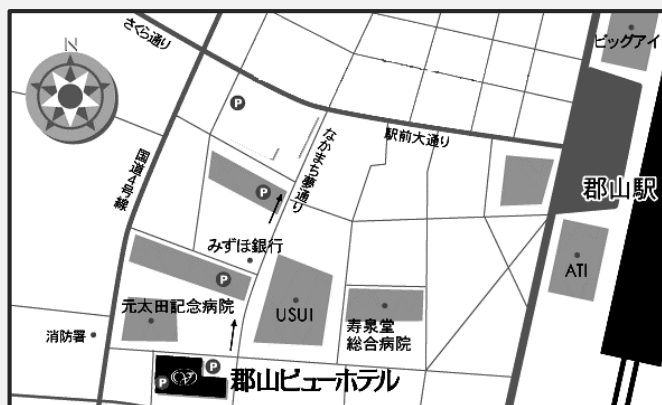 さくら通り
N
ビッグアイ
P
駅前大通り
なかまち夢通り
国道4号線
郡山駅
P
みずほ銀行
ATI
P
元太田記念病院
USUI
寿泉堂
総合病院
消防署
P
P
郡山ビューホテル